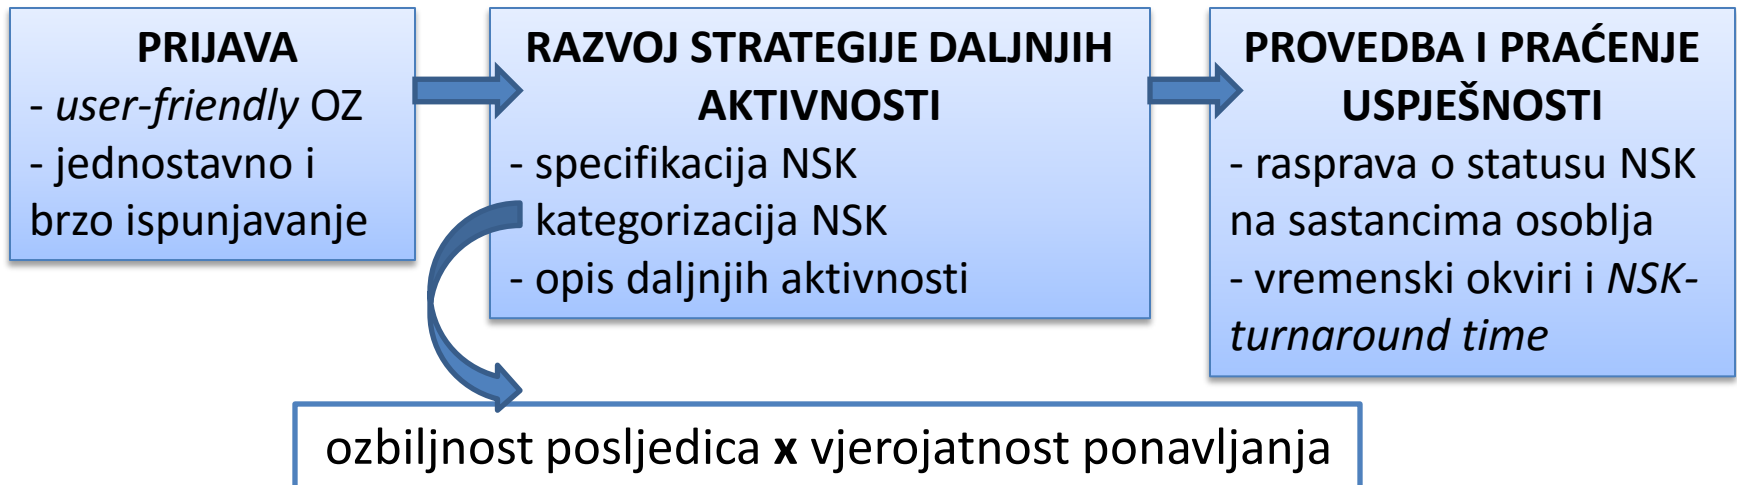 PRIJAVA
- user-friendly OZ
- jednostavno i
brzo ispunjavanje
RAZVOJ STRATEGIJE DALJNJIH
AKTIVNOSTI
- specifikacija NSK
- kategorizacija NSK
- opis daljnjih aktivnosti
PROVEDBA I PRAĆENJE
USPJEŠNOSTI
- rasprava o statusu NSK
na sastancima osoblja
- vremenski okviri i NSK-
turnaround time
ozbiljnost posljedica x vjerojatnost ponavljanja